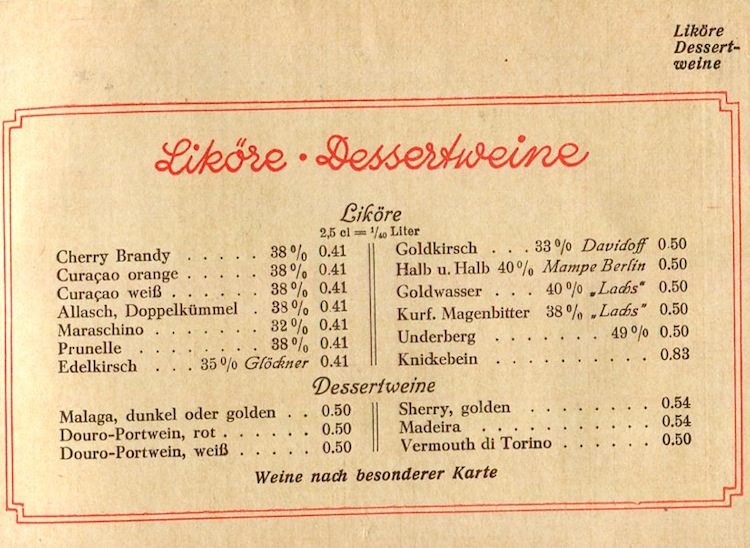 Liköre
Dessert-
weine
Liköre · Dessertweine
Liköre
2,5 cl = 1/40 Liter
Cherry Brandy . . . . . 38% 0.41
Curaçao orange . . . . . 38% 0.41
Curaçao weiß . . . . . . 38% 0.41
Allasch, Doppelkümmel . 38% 0.41
Maraschino . . . . . . . 32% 0.41
Prunelle . . . . . . . . 38% 0.41
Edelkirsch . . . 35% Glöckner 0.41
Goldkirsch . . . 33% Davidoff 0.50
Halb u. Halb 40% Mampe Berlin 0.50
Goldwasser . . . 40% „Lachs" 0.50
Kurf. Magenbitter 38% „Lachs" 0.50
Underberg . . . . . . . 49% 0.50
Knickebein . . . . . . . . . 0.83
Dessertweine
Malaga, dunkel oder golden . . 0.50
Douro-Portwein, rot . . . . . . 0.50
Douro-Portwein, weiß . . . . . 0.50
Sherry, golden . . . . . . . . 0.54
Madeira . . . . . . . . . . . 0.54
Vermouth di Torino . . . . . . 0.50
Weine nach besonderer Karte